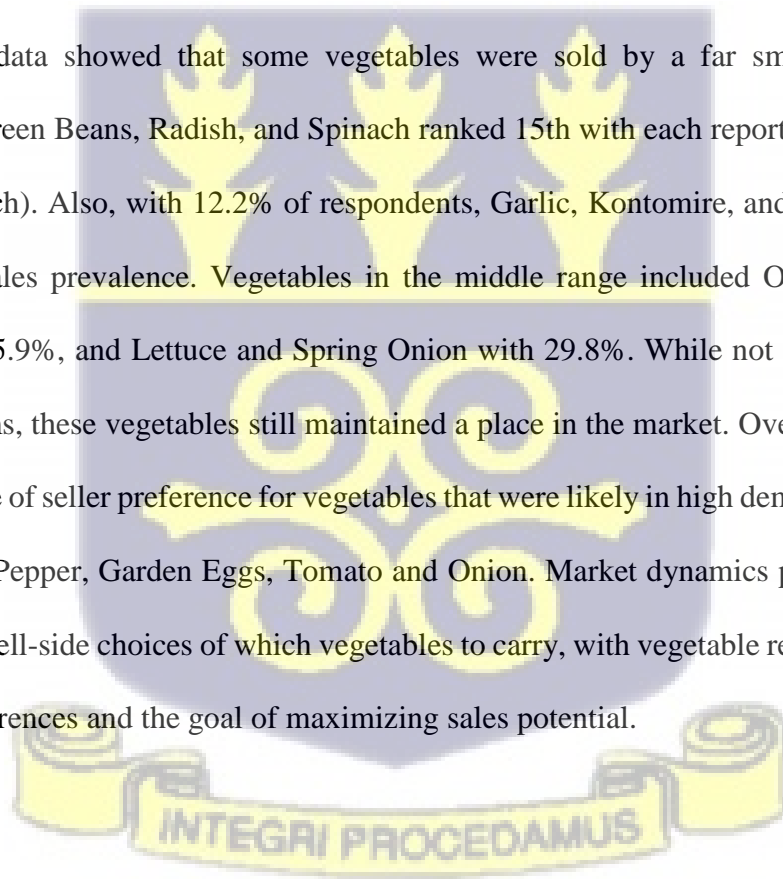 data showed that some vegetables were sold by a far sm
reen Beans, Radish, and Spinach ranked 15th with each report
ch). Also, with 12.2% of respondents, Garlic, Kontomire, and
ales prevalence. Vegetables in the middle range included O
5.9%, and Lettuce and Spring Onion with 29.8%. While not
ns, these vegetables still maintained a place in the market. Ove
e of seller preference for vegetables that were likely in high den
Pepper, Garden Eggs, Tomato and Onion. Market dynamics p
ell-side choices of which vegetables to carry, with vegetable re
rences and the goal of maximizing sales potential.
INTEGRI PROCEDAMUS